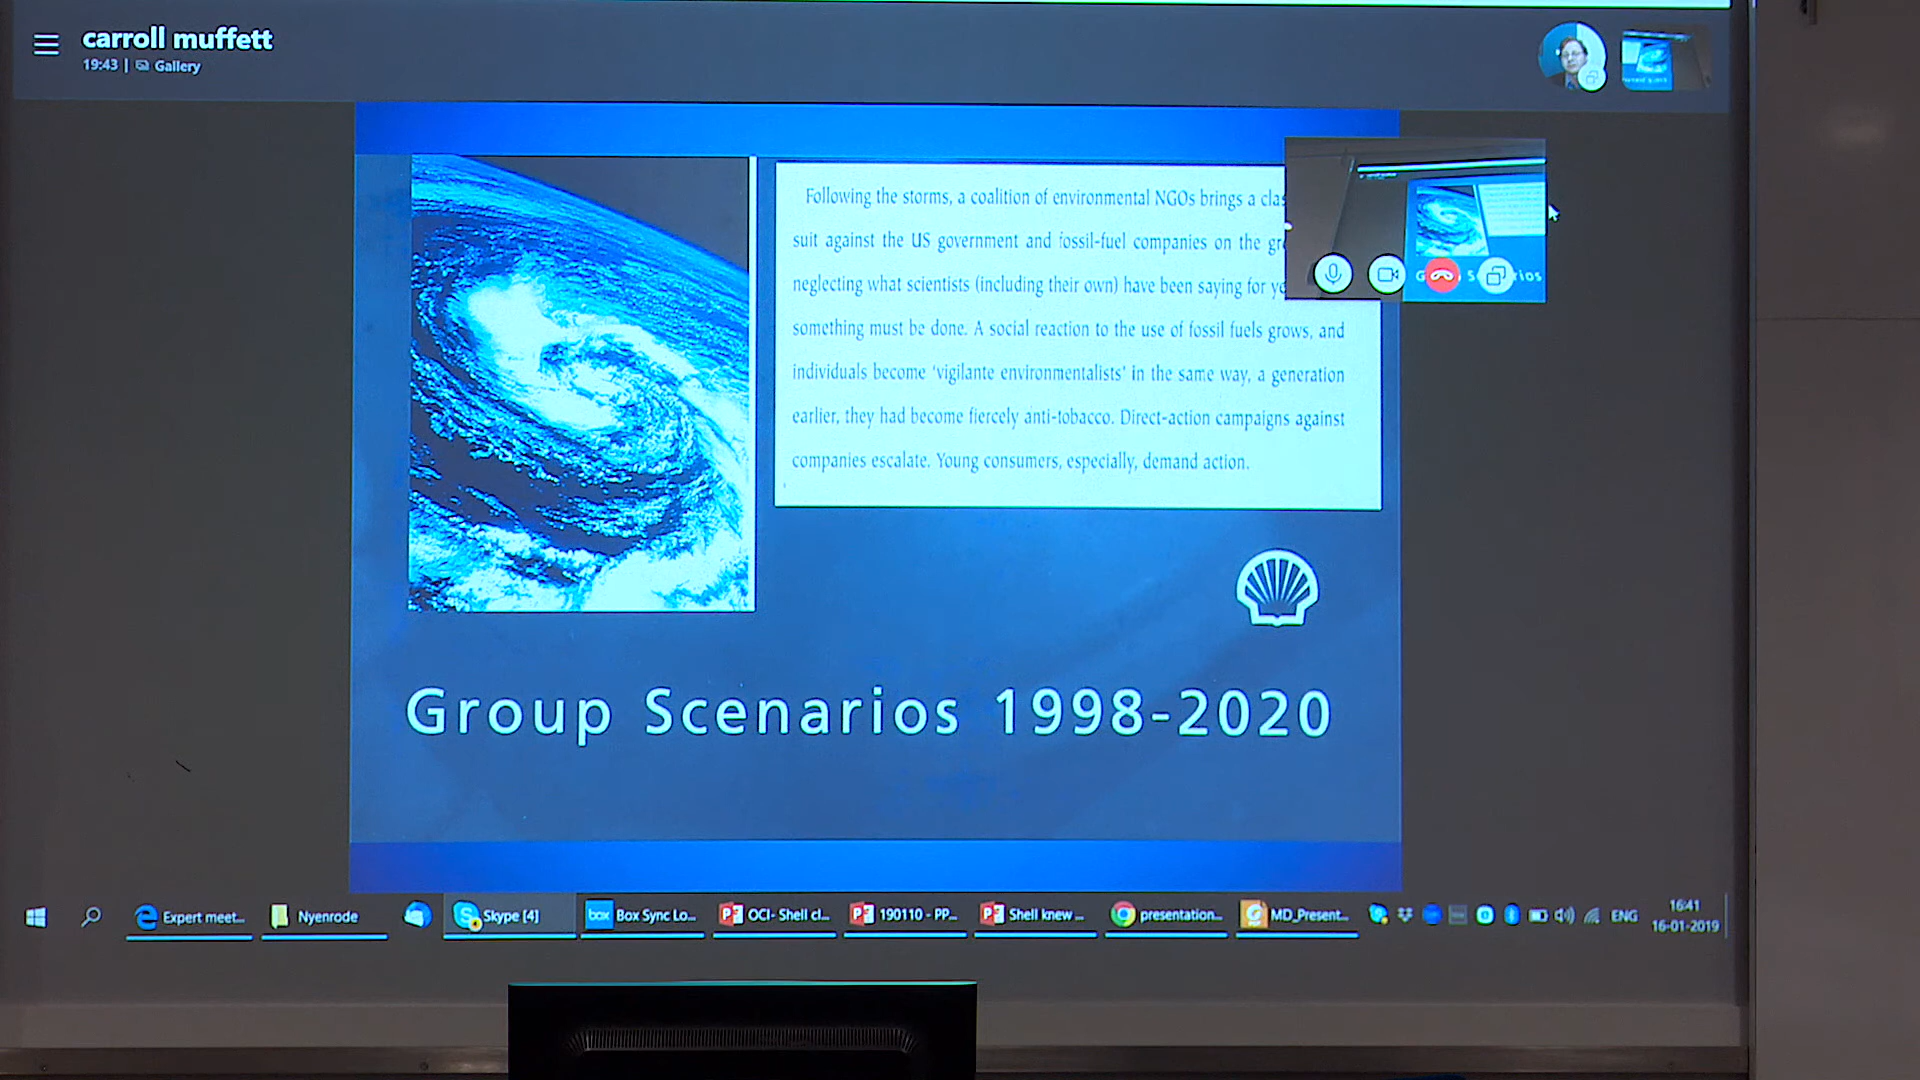 carroll muffett
19:43 | Gallery
Following the storms, a coalition of environmental NGOs brings a clas
suit against the US government and fossil-fuel companies on the gr
neglecting what scientists (including their own) have been saying for ye
something must be done. A social reaction to the use of fossil fuels grows, and
individuals become 'vigilante environmentalists' in the same way, a generation
earlier, they had become fiercely anti-tobacco. Direct-action campaigns against
companies escalate. Young consumers, especially, demand action.
Group Scenarios 1998-2020
Expert meet... Nyenrode Skype [4] box Box Sync Lo... OCI- Shell cl... 190110 - PP... Shell knew ... presentation... MD_Present... ENG 16:41
16-01-2019